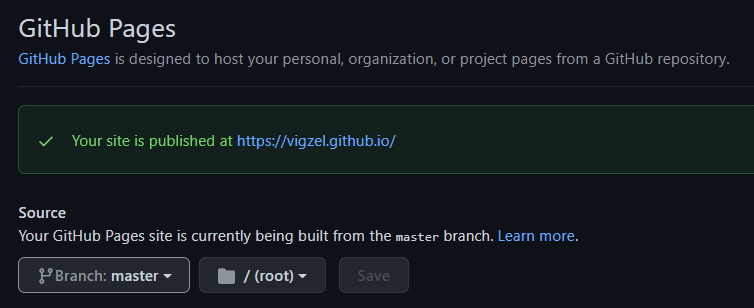 GitHub Pages
GitHub Pages is designed to host your personal, organization, or project pages from a GitHub repository.
Your site is published at https://vigzel.github.io/
Source
Your GitHub Pages site is currently being built from the master branch. Learn more.
Branch: master / (root) Save